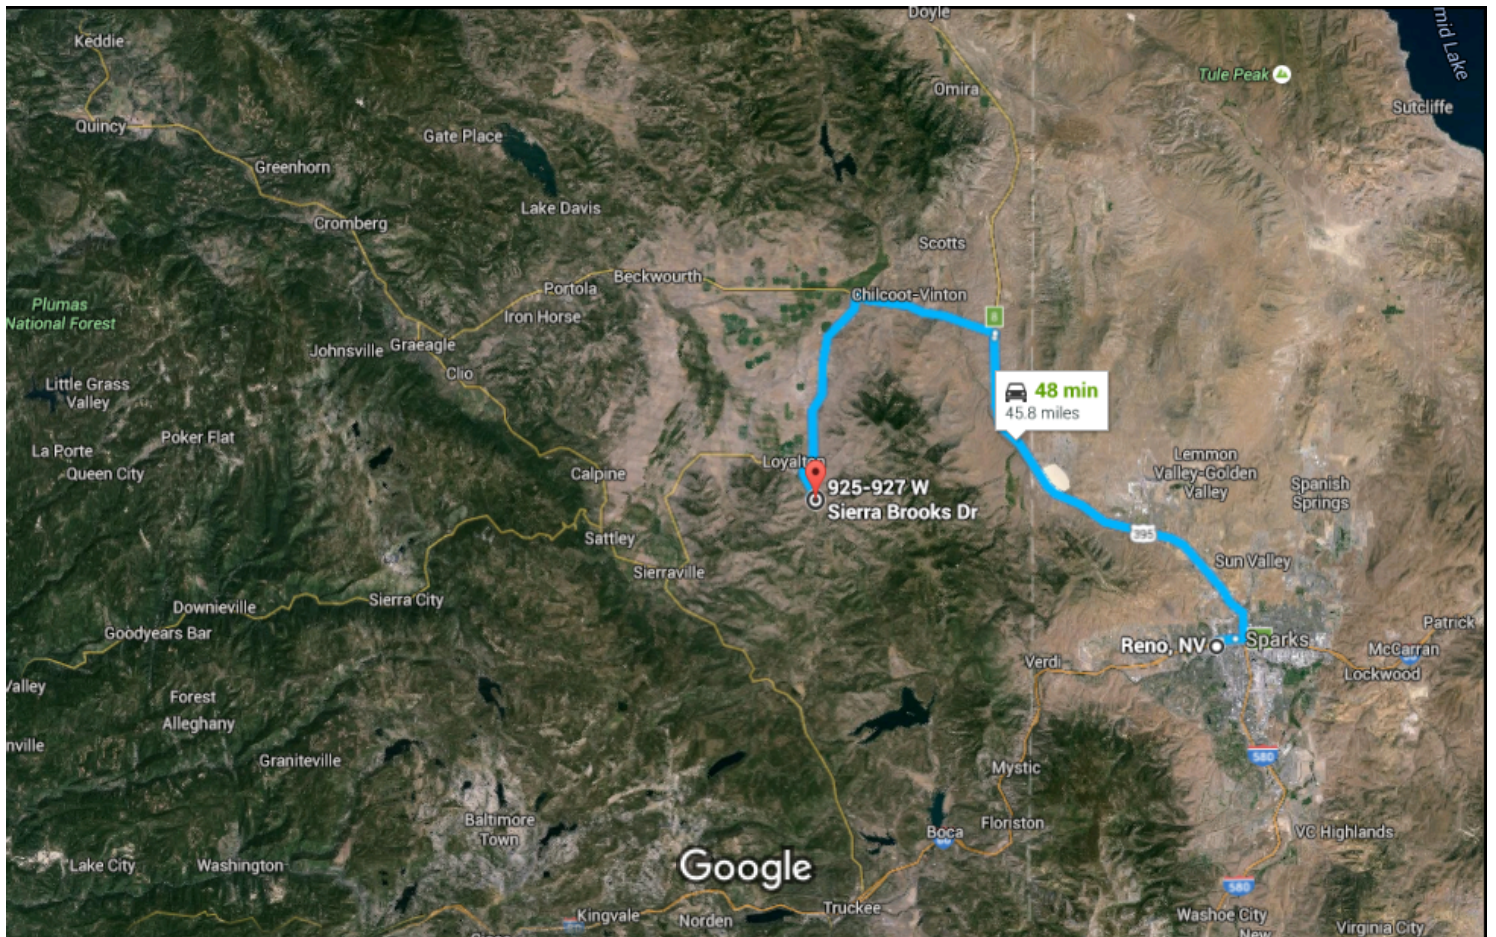 Doyle
Keddie
mid Lake
Tule Peak
Omira
Sutcliffe
Quincy
Gate Place
Greenhorn
Lake Davis
Cromberg
Scotts
Beckwourth
Portola
Chilcoot-Vinton
Plumas
National Forest
Iron Horse
8
Johnsville
Graeagle
Clio
Little Grass
Valley
48 min
45.8 miles
Poker Flat
La Porte
Queen City
Calpine
Loyalton
Lemmon
Valley-Golden
Valley
Spanish
Springs
925-927 W
Sierra Brooks Dr
Sattley
395
Sun Valley
Sierraville
Sierra City
Downieville
Goodyears Bar
Patrick
Reno, NV
Sparks
McCarran
Verdi
Lockwood
Valley
Forest
Alleghany
nville
Graniteville
580
Mystic
Baltimore
Town
Boca
Floriston
VC Highlands
Lake City
Washington
Google
580
Kingvale
Norden
Truckee
Washoe City
New
Virginia City